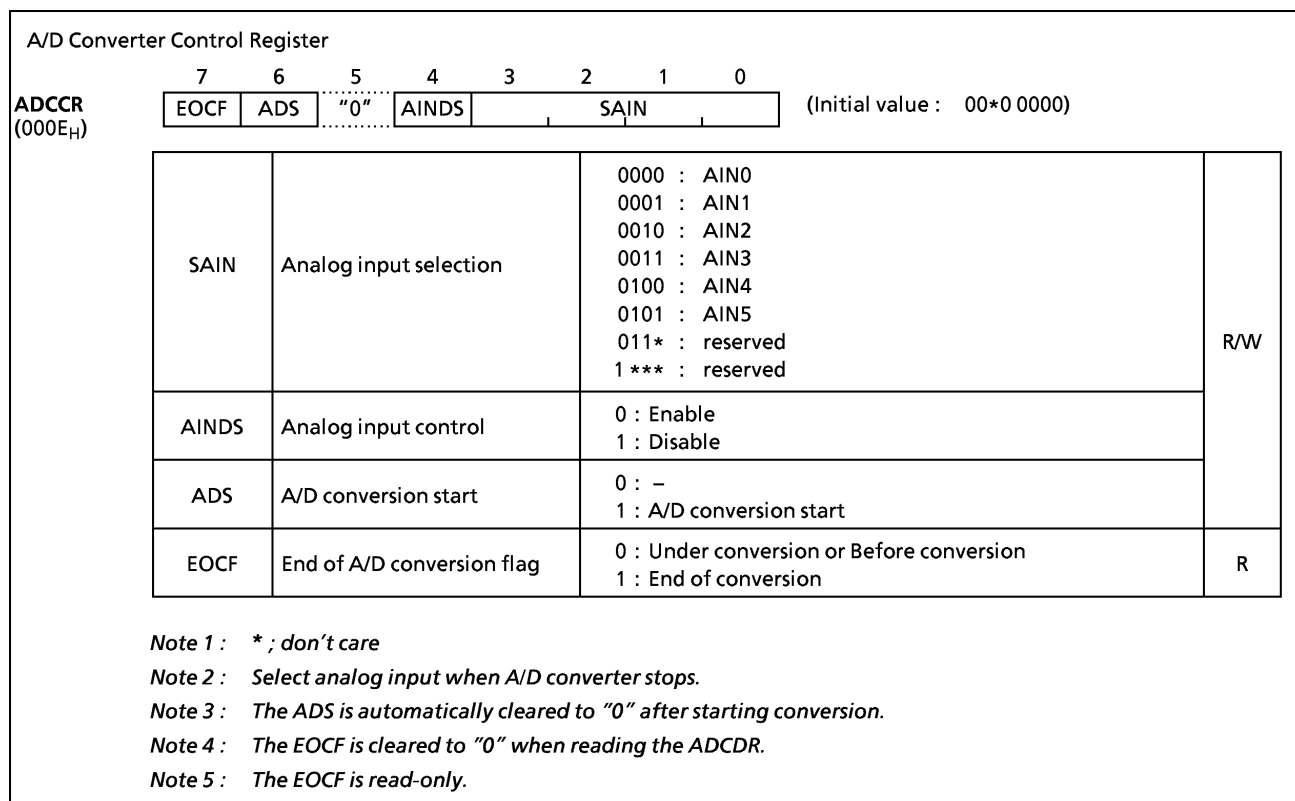 A/D Converter Control Register
7 6 5 4 3 2 1 0
ADCCR EOCF ADS "0" AINDS SAIN (Initial value : 00*0 0000)
(000EH)
0000 : AIN0
0001 : AIN1
0010 : AIN2
SAIN Analog input selection 0011 : AIN3
0100 : AIN4
0101 : AIN5
011* : reserved R/W
1*** : reserved
AINDS Analog input control 0 : Enable
1 : Disable
ADS A/D conversion start 0 : –
1 : A/D conversion start
EOCF End of A/D conversion flag 0 : Under conversion or Before conversion R
1 : End of conversion
Note 1 : * ; don't care
Note 2 : Select analog input when A/D converter stops.
Note 3 : The ADS is automatically cleared to "0" after starting conversion.
Note 4 : The EOCF is cleared to "0" when reading the ADCDR.
Note 5 : The EOCF is read-only.